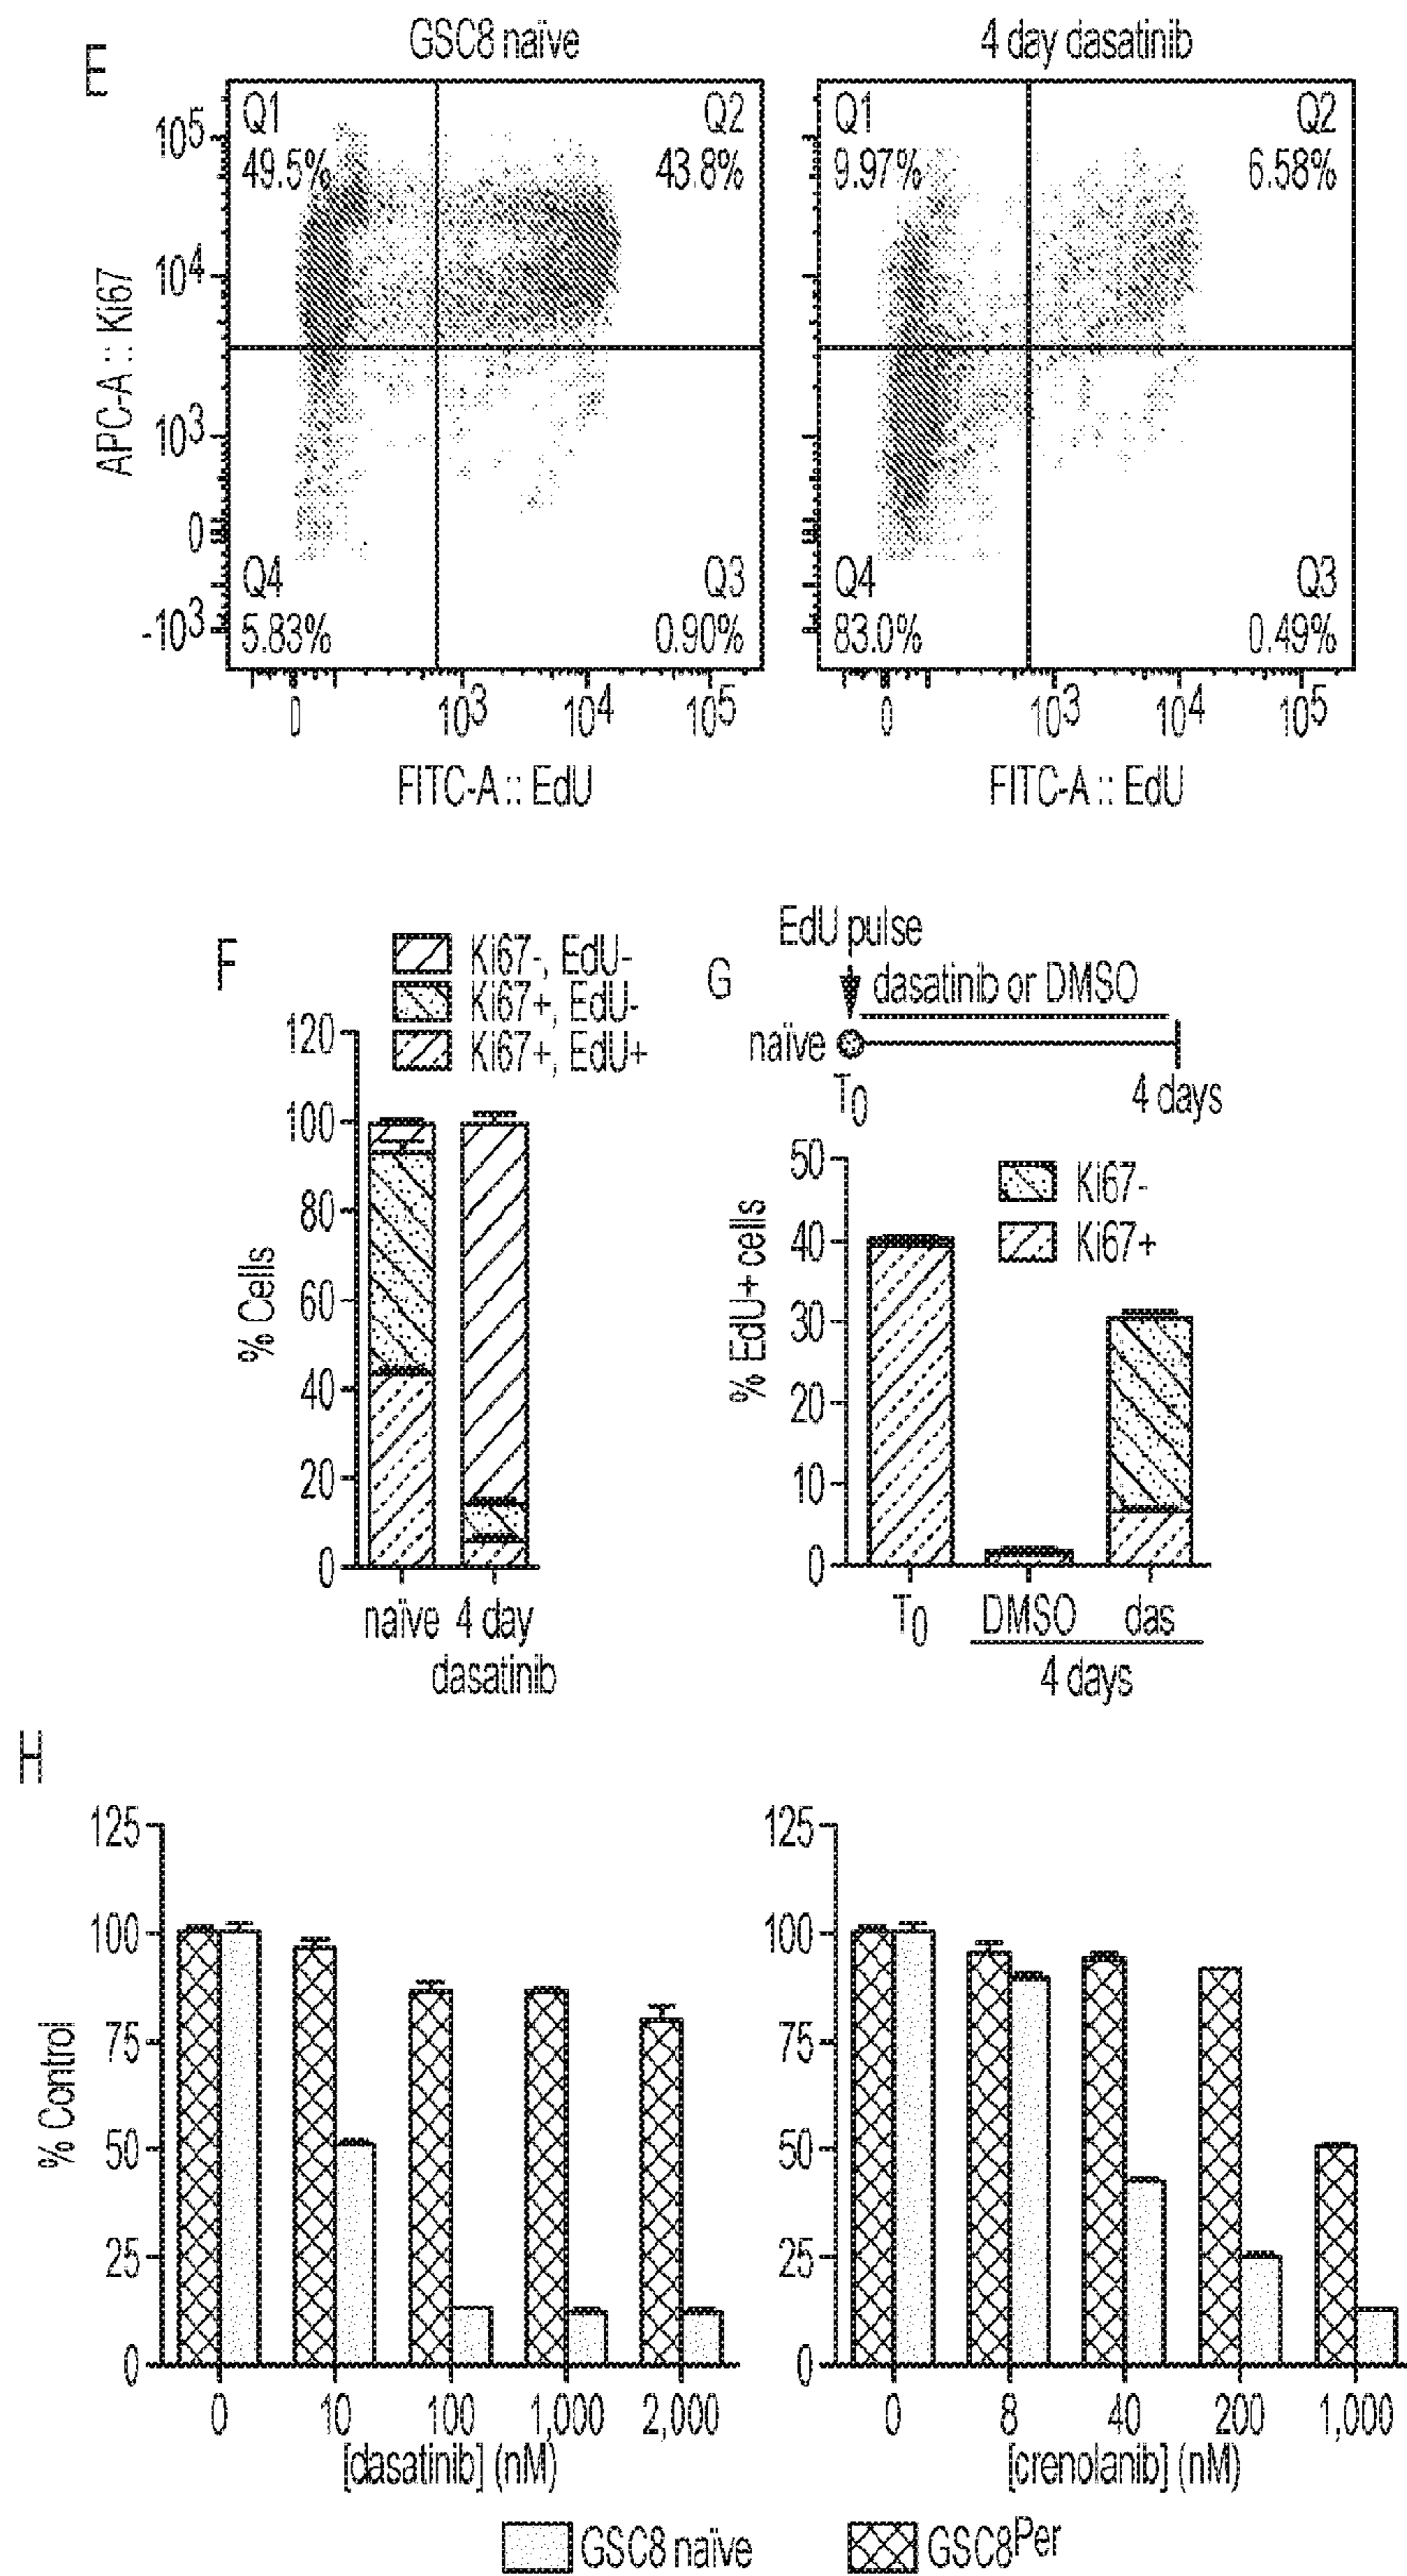 E
GSC8 naïve
4 day dasatinib
Q1
49.5%
Q2
43.8%
Q1
9.97%
Q2
6.58%
10⁵
10⁴
10³
0
-10³
APC-A :: Ki67
Q4
5.83%
Q3
0.90%
Q4
83.0%
Q3
0.49%
0 10³ 10⁴ 10⁵
0 10³ 10⁴ 10⁵
FITC-A :: EdU
FITC-A :: EdU
F
Ki67-, EdU-
Ki67+, EdU-
Ki67+, EdU+
120
100
80
60
40
20
0
% Cells
naïve 4 day
dasatinib
G
EdU pulse
dasatinib or DMSO
naïve
T₀
4 days
50
40
30
20
10
0
% EdU+ cells
Ki67-
Ki67+
T₀ DMSO das
4 days
H
125
100
75
50
25
0
% Control
0 10 100 1,000 2,000
[dasatinib] (nM)
125
100
75
50
25
0
0 8 40 200 1,000
[crenolanib] (nM)
GSC8 naïve
GSC8ᴾᵉʳ